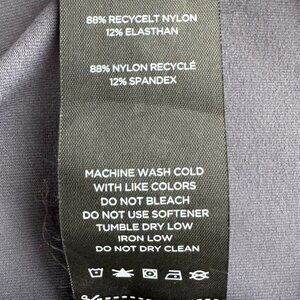 88% RECYCELT NYLON
12% ELASTHAN
88% NYLON RECYCLÉ
12% SPANDEX
MACHINE WASH COLD
WITH LIKE COLORS
DO NOT BLEACH
DO NOT USE SOFTENER
TUMBLE DRY LOW
IRON LOW
DO NOT DRY CLEAN